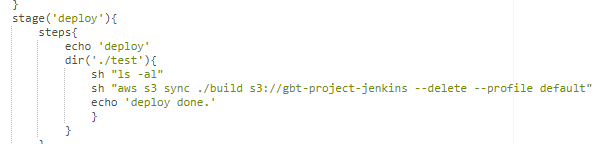 }
stage('deploy'){
steps{
echo 'deploy'
dir('./test'){
sh "ls -al"
sh "aws s3 sync ./build s3://gbt-project-jenkins --delete --profile default"
echo 'deploy done.'
}
}
}